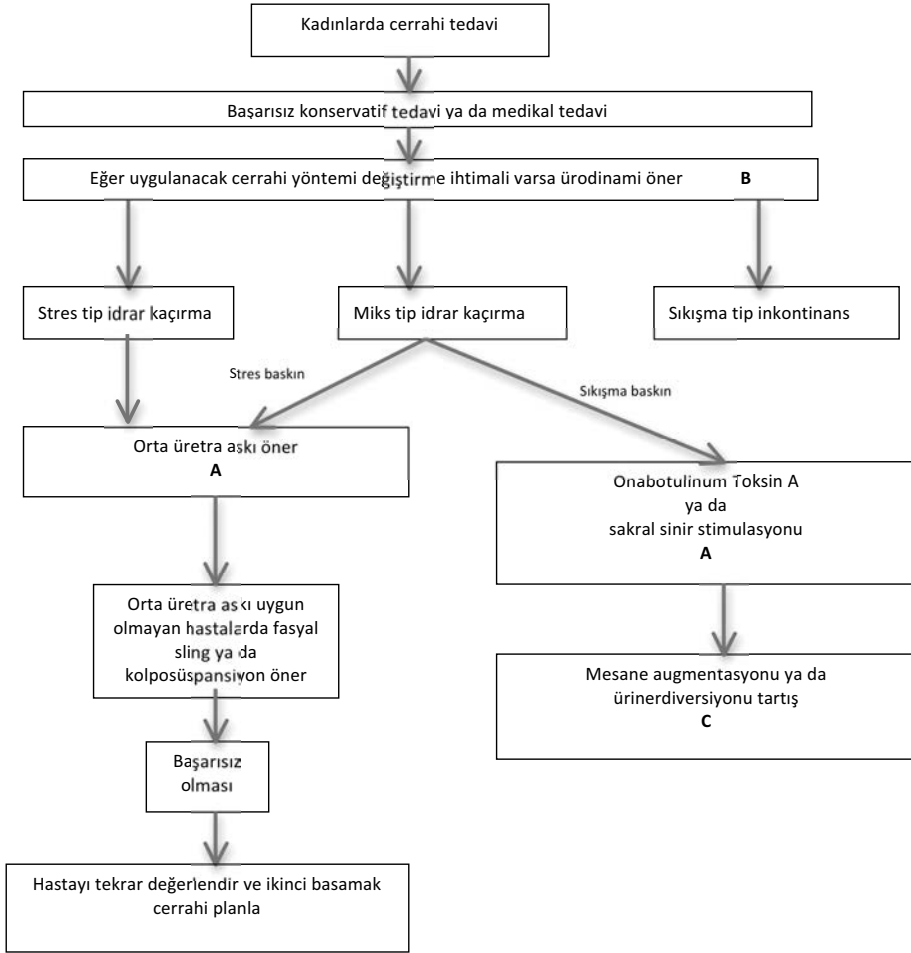 Kadınlarda cerrahi tedavi
Başarısız konservatif tedavi ya da medikal tedavi
Eğer uygulanacak cerrahi yöntemi değiştirme ihtimali varsa ürodinami öner B
Stres tip idrar kaçırma
Miks tip idrar kaçırma
Sıkışma tip inkontinans
Stres baskın
Sıkışma baskın
Orta üretra askı öner
A
Onabotulinum Toksin A
ya da
sakral sinir stimulasyonu
A
Orta üretra askı uygun
olmayan hastalarda fasyal
sling ya da
kolposüspansiyon öner
Mesane augmentasyonu ya da
ürinerdiversiyonu tartış
C
Başarısız
olması
Hastayı tekrar değerlendir ve ikinci basamak
cerrahi planla